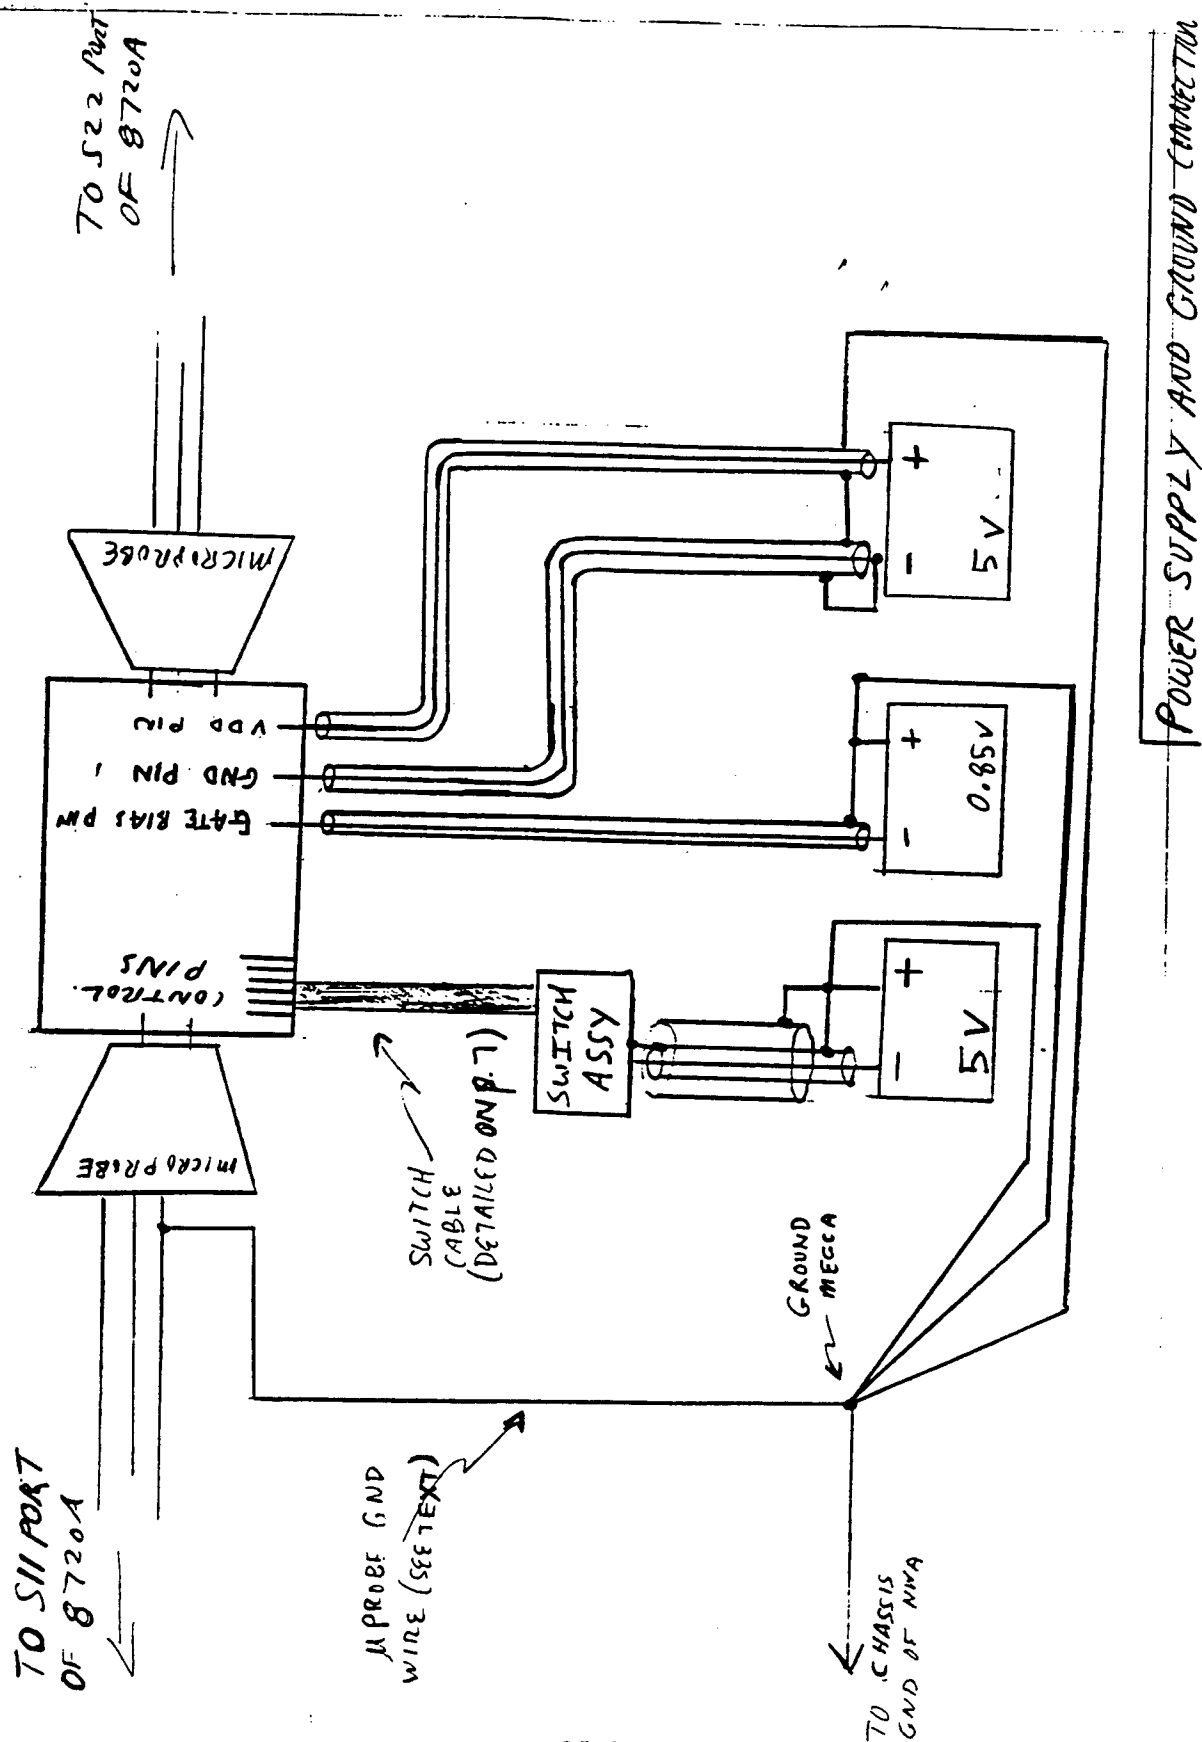 TO S11 PORT
OF 8720A
TO S22 PORT
OF 8720A
MICROPROBE
MICROPROBE
CONTROL
PINS
GATE BIAS PIN
GND PIN
VDD PIN
SWITCH
CABLE
(DETAILED ON p. 7)
SWITCH
ASSY
µPROBE GND
WIRE (SEE TEXT)
GROUND
MECCA
- +
5V
- +
0.85V
- +
5V
TO CHASSIS
GND OF NWA
POWER SUPPLY AND GROUND CONNECTION